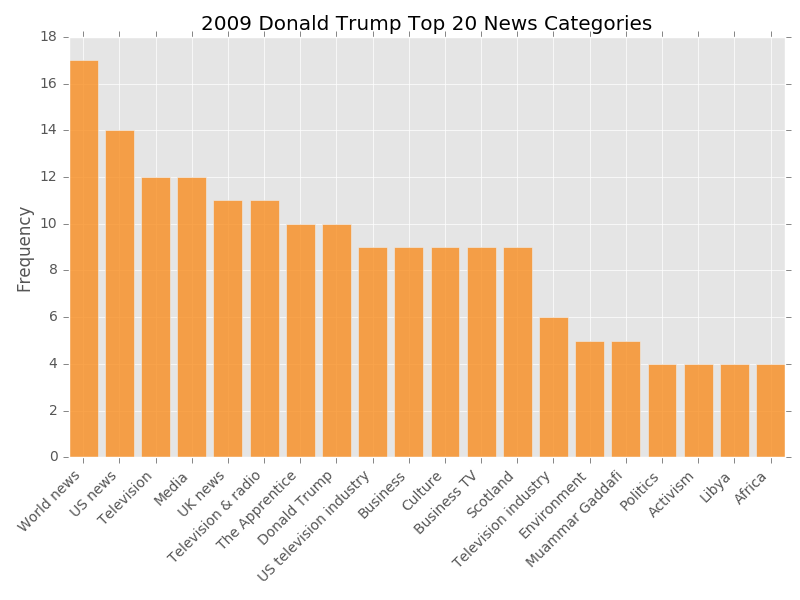 2009 Donald Trump Top 20 News Categories
18
16
14
12
10
8
6
4
2
0
Frequency
World news
US news
Television
Media
UK news
Television & radio
The Apprentice
Donald Trump
US television industry
Business
Culture
Business TV
Scotland
Television industry
Environment
Muammar Gaddafi
Politics
Activism
Libya
Africa